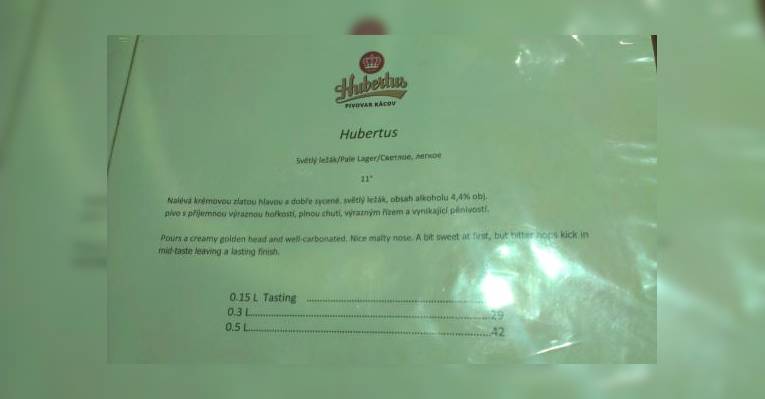 Hubertus
PIVOVAR KÁCOV
Hubertus
Světlý ležák/Pale Lager/Светлое, легкое
11°
Nalévá krémovou zlatou hlavou a dobře sycené, světlý ležák, obsah alkoholu 4,4% obj.
pivo s příjemnou výraznou hořkostí, plnou chutí, výrazným řízem a vynikající pěnivostí.
Pours a creamy golden head and well-carbonated. Nice malty nose. A bit sweet at first, but bitter hops kick in
mid-taste leaving a lasting finish.
0.15 L Tasting ........................................
0.3 L........................................................29
0.5 L........................................................42